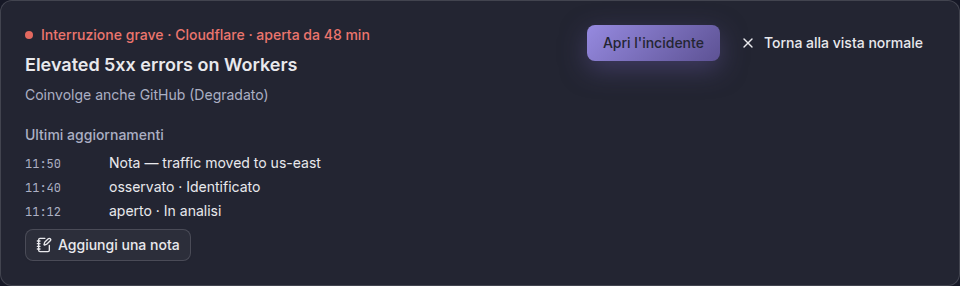 Interruzione grave · Cloudflare · aperta da 48 min
Elevated 5xx errors on Workers
Coinvolge anche GitHub (Degradato)
Apri l'incidente
Torna alla vista normale
Ultimi aggiornamenti
11:50 Nota — traffic moved to us-east
11:40 osservato · Identificato
11:12 aperto · In analisi
Aggiungi una nota